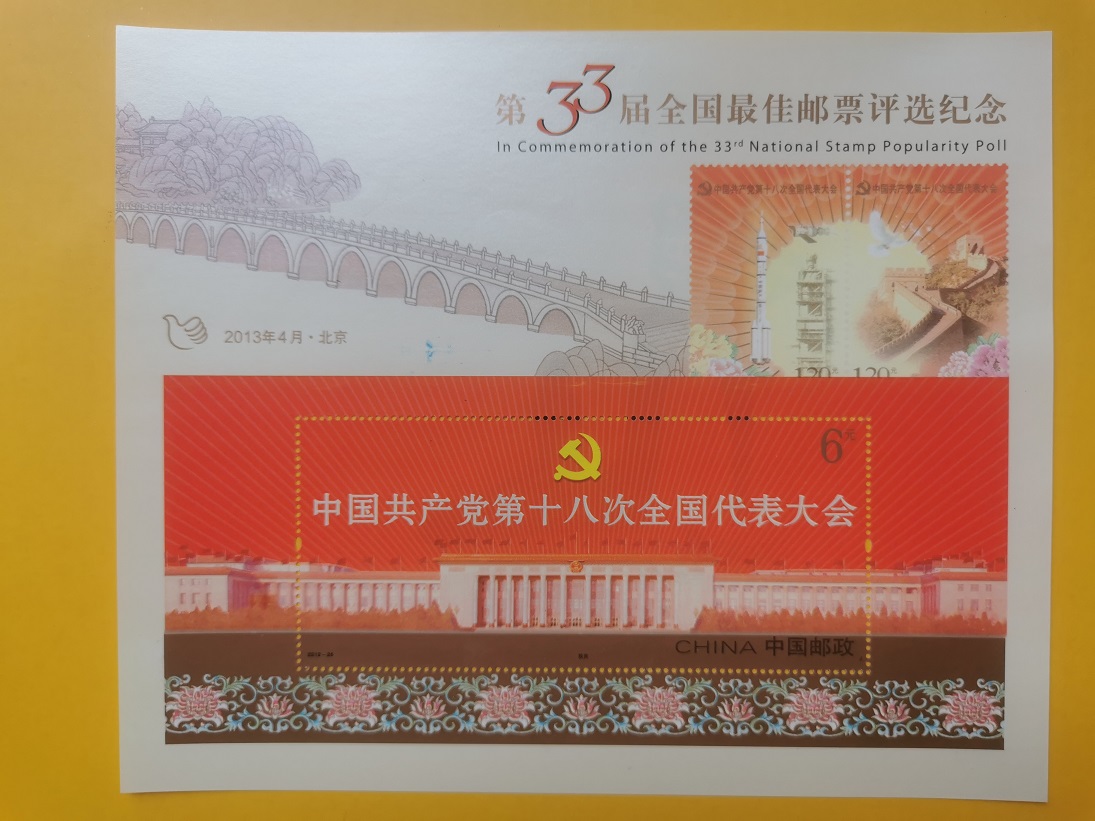 第33届全国最佳邮票评选纪念
In Commemoration of the 33rd National Stamp Popularity Poll
中国共产党第十八次全国代表大会
中国共产党第十八次全国代表大会
2013年4月·北京
1.20元
1.20元
6元
中国共产党第十八次全国代表大会
CHINA 中国邮政